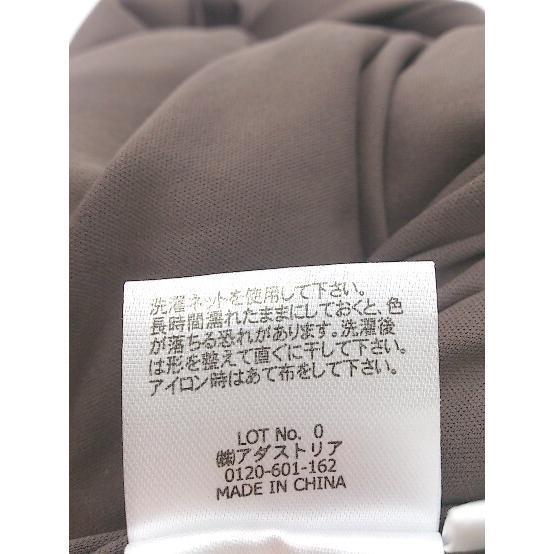 洗濯ネットを使用して下さい。
長時間濡れたままにしておくと、色
が落ちる恐れがあります。洗濯後
は形を整えて直ぐに干して下さい。
アイロン時はあて布をして下さい。
LOT No. 0
㈱アダストリア
0120-601-162
MADE IN CHINA